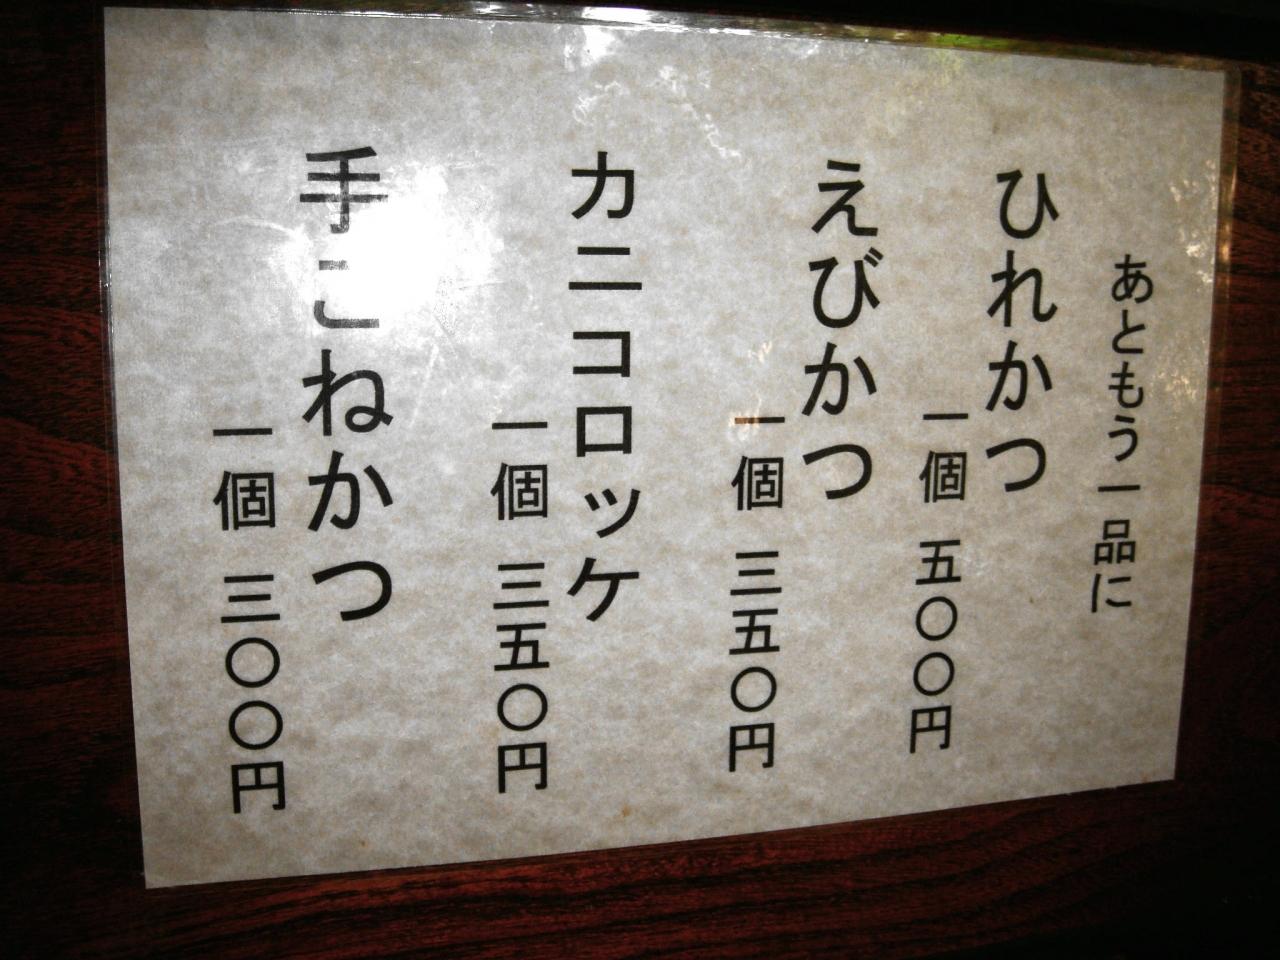 あともう一品に
ひれかつ
一個 五〇〇円
えびかつ
一個 三五〇円
カニコロッケ
一個 三五〇円
手こねかつ
一個 三〇〇円